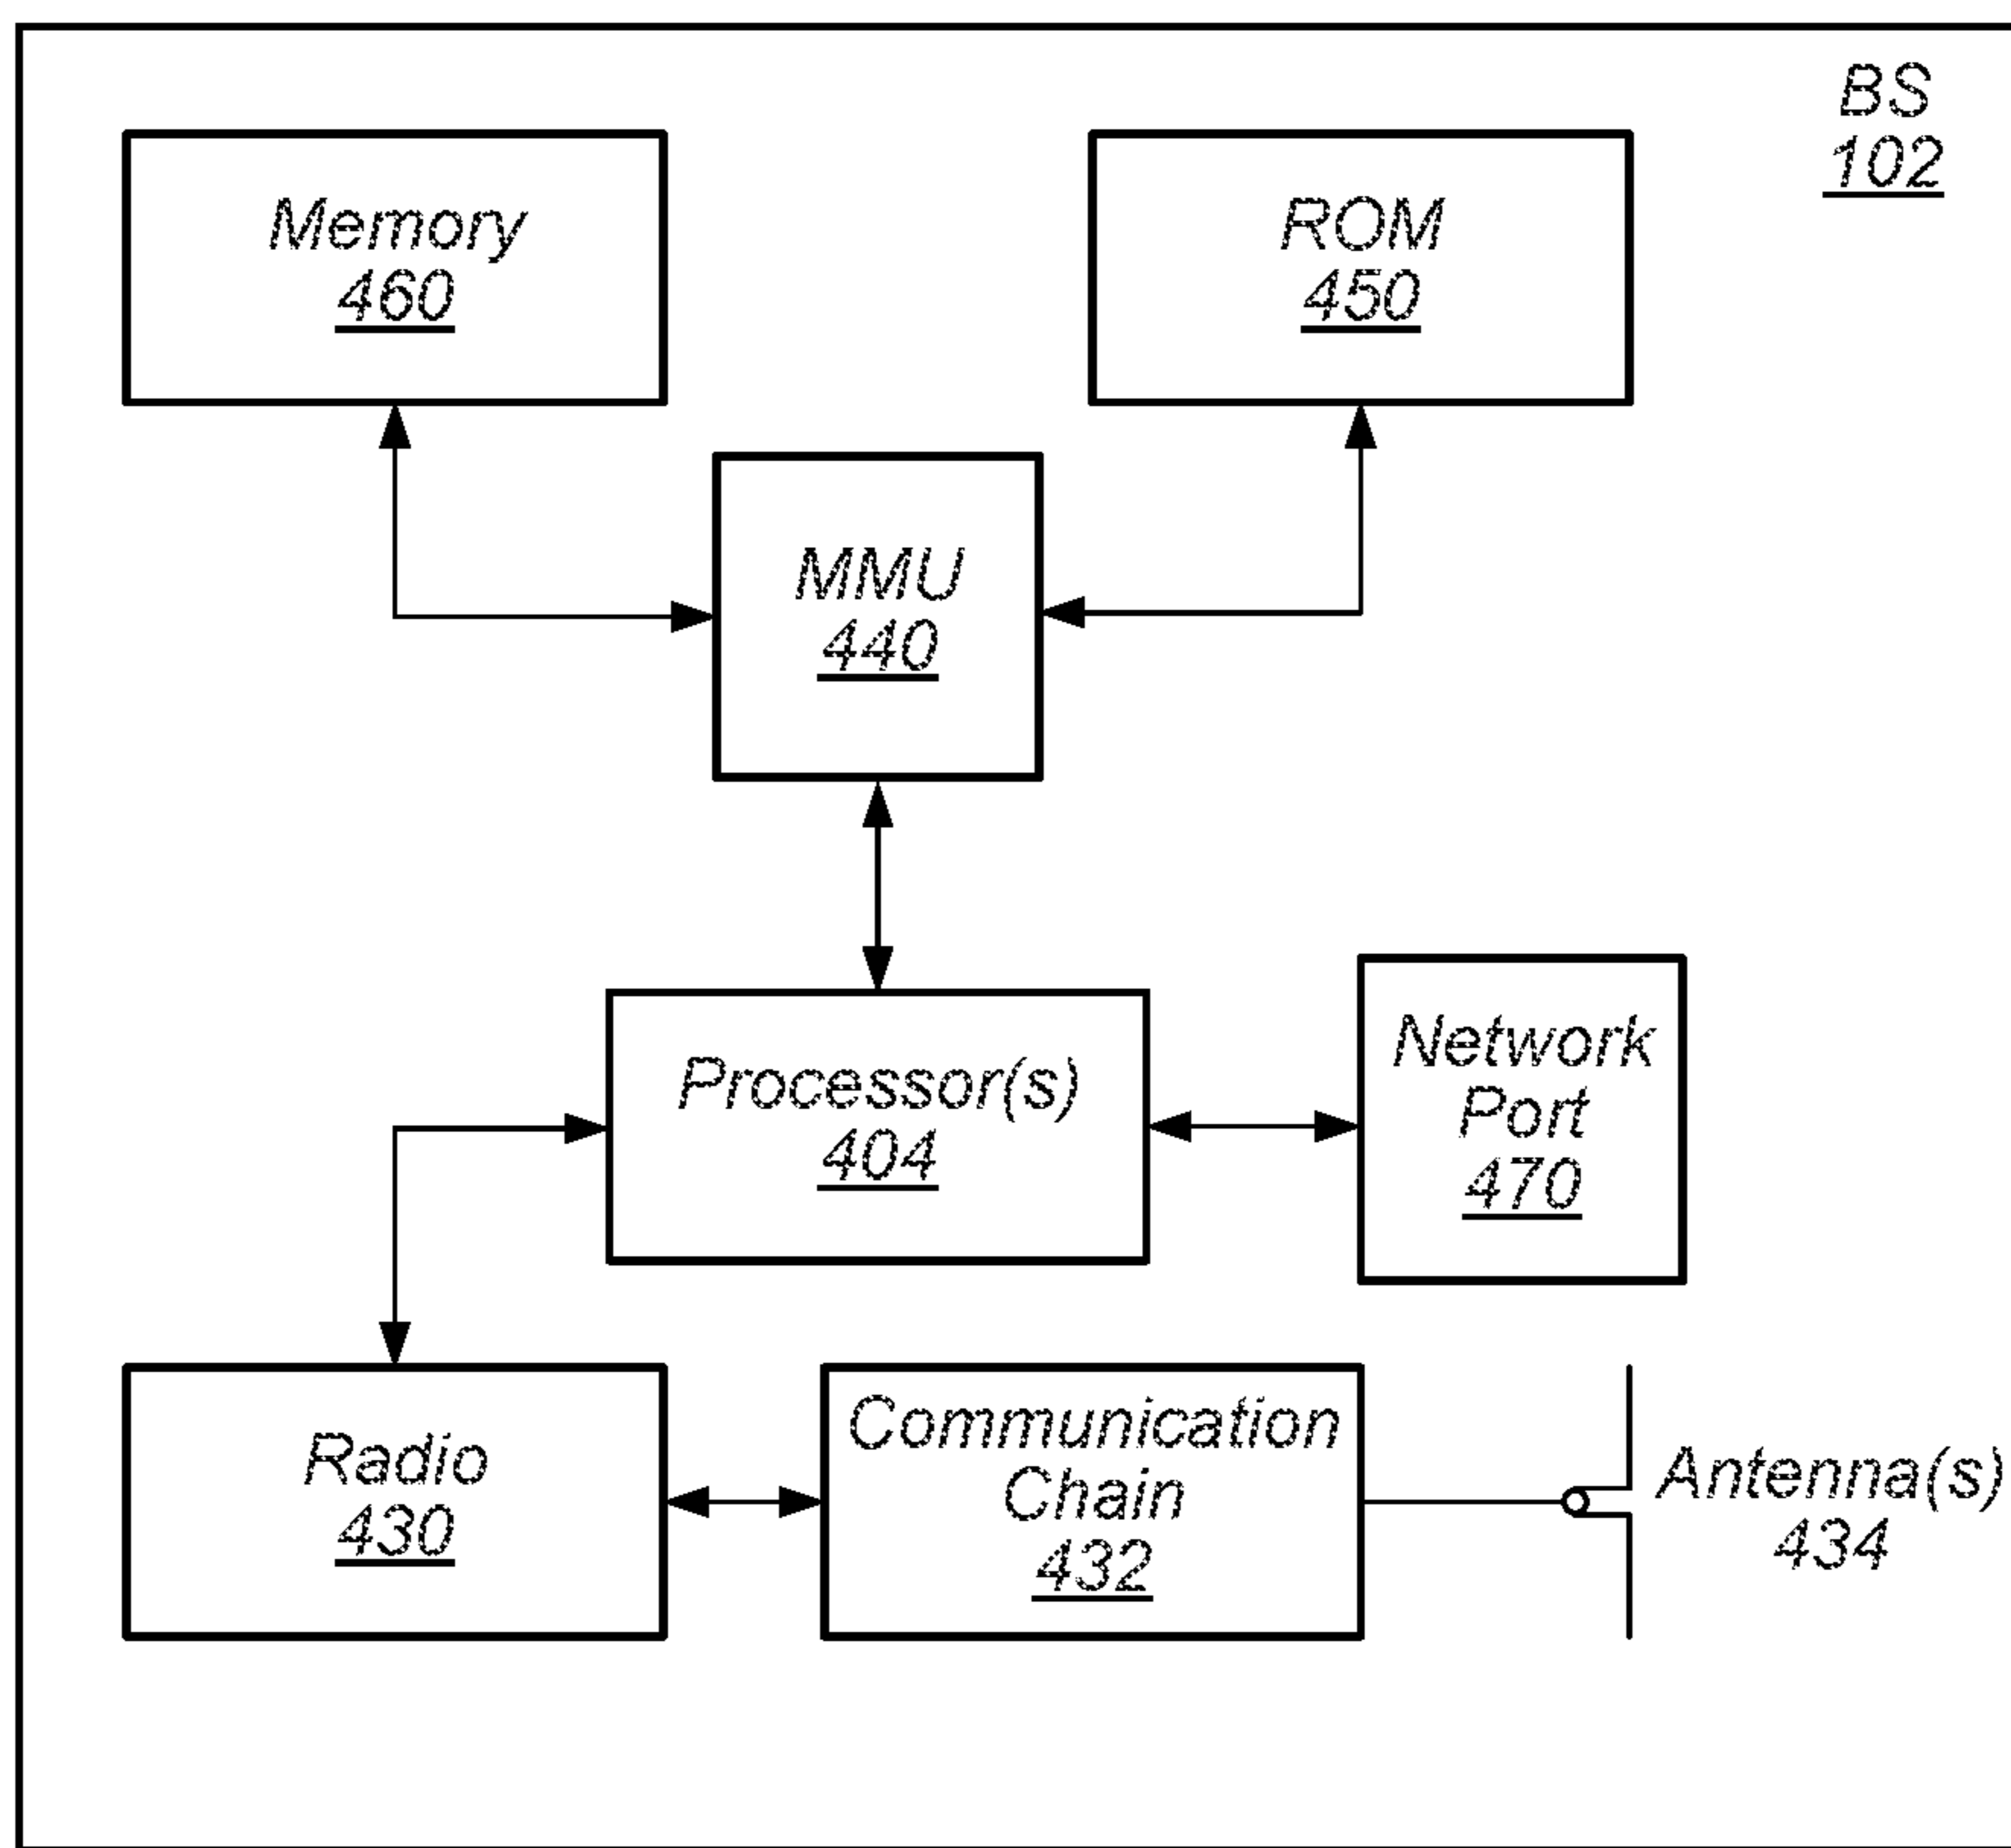 BS
102
Memory
460
ROM
450
MMU
440
Processor(s)
404
Network
Port
470
Radio
430
Communication
Chain
432
Antenna(s)
434